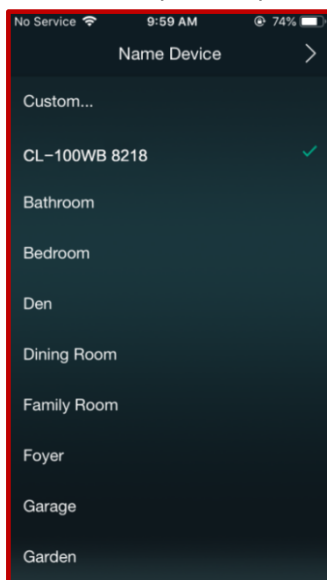 No Service 9:59 AM 74%
Name Device
Custom...
CL-100WB 8218
Bathroom
Bedroom
Den
Dining Room
Family Room
Foyer
Garage
Garden